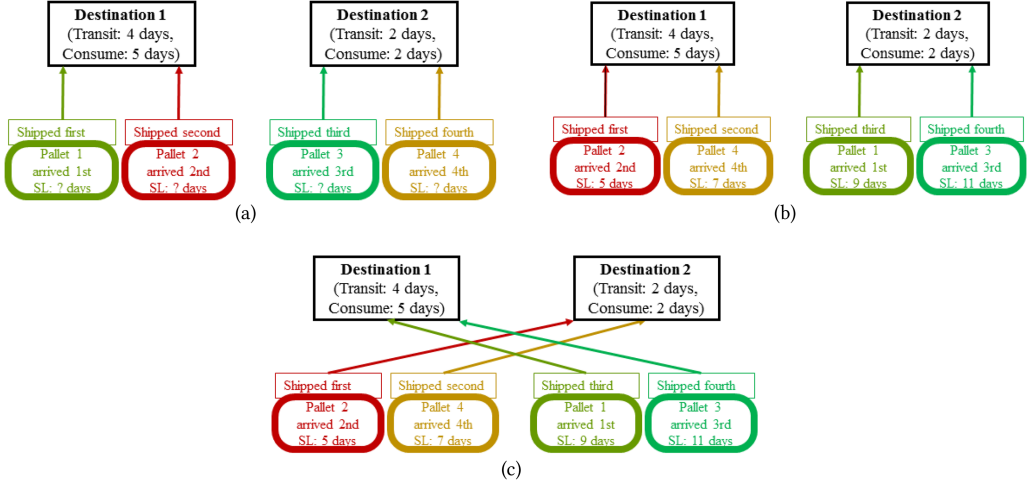 Destination 1
(Transit: 4 days,
Consume: 5 days)
Destination 2
(Transit: 2 days,
Consume: 2 days)
Shipped first
Shipped second
Shipped third
Shipped fourth
Pallet 1
arrived 1st
SL: ? days
Pallet 2
arrived 2nd
SL: ? days
Pallet 3
arrived 3rd
SL: ? days
Pallet 4
arrived 4th
SL: ? days
(a)
Destination 1
(Transit: 4 days,
Consume: 5 days)
Destination 2
(Transit: 2 days,
Consume: 2 days)
Shipped first
Shipped second
Shipped third
Shipped fourth
Pallet 2
arrived 2nd
SL: 5 days
Pallet 4
arrived 4th
SL: 7 days
Pallet 1
arrived 1st
SL: 9 days
Pallet 3
arrived 3rd
SL: 11 days
(b)
Destination 1
(Transit: 4 days,
Consume: 5 days)
Destination 2
(Transit: 2 days,
Consume: 2 days)
Shipped first
Shipped second
Shipped third
Shipped fourth
Pallet 2
arrived 2nd
SL: 5 days
Pallet 4
arrived 4th
SL: 7 days
Pallet 1
arrived 1st
SL: 9 days
Pallet 3
arrived 3rd
SL: 11 days
(c)